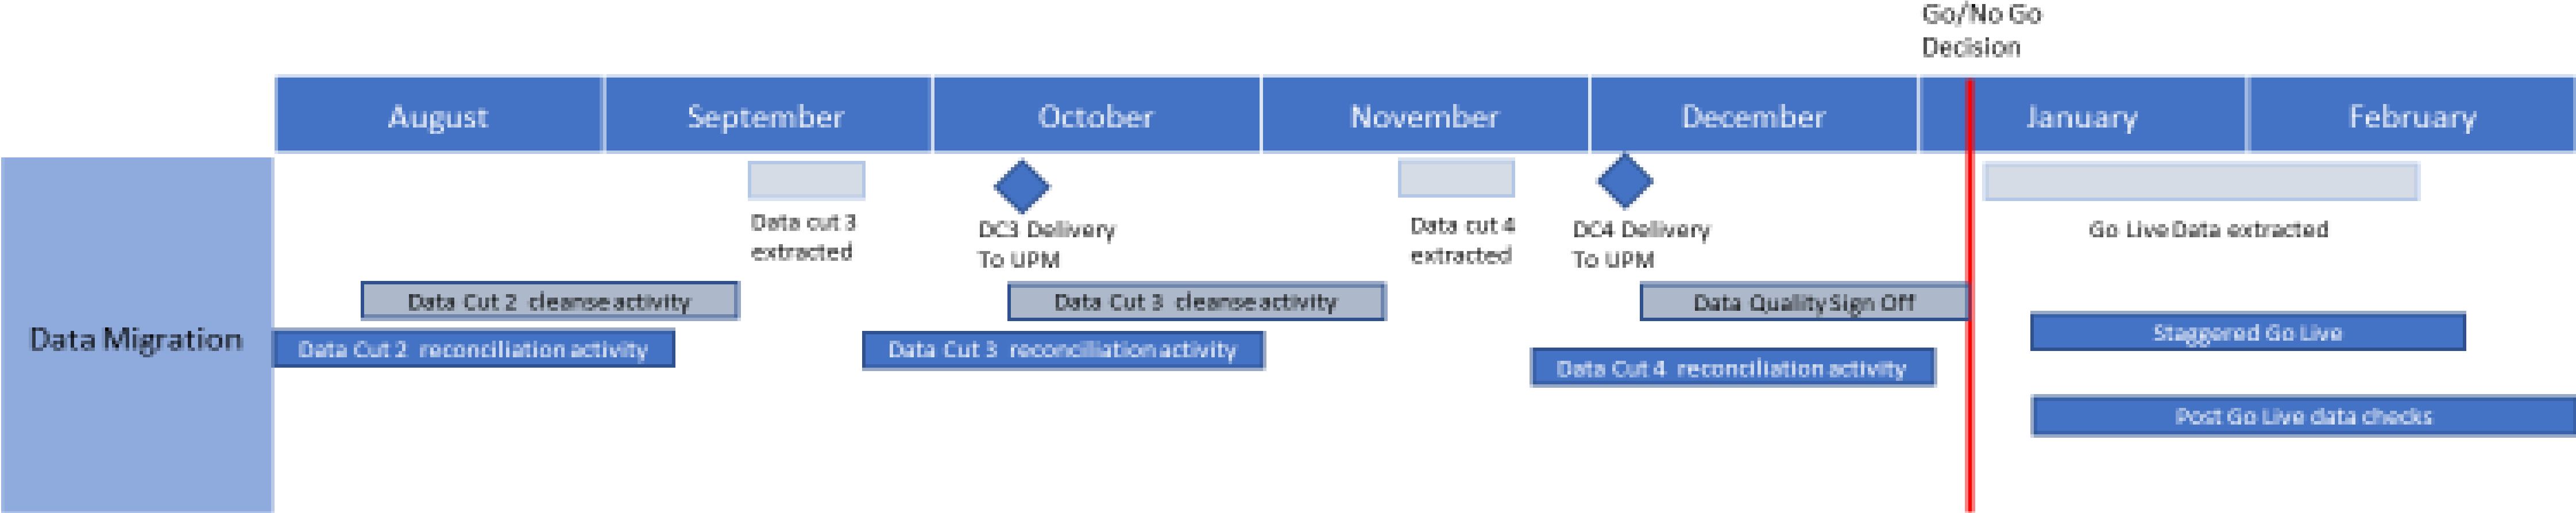 Go/No Go
Decision
August
September
October
November
December
January
February
Data Migration
Data cut 3
extracted
DC3 Delivery
To UPM
Data cut 4
extracted
DC4 Delivery
To UPM
Go Live Data extracted
Data Cut 2 cleanse activity
Data Cut 3 cleanse activity
Data Quality Sign Off
Data Cut 2 reconciliation activity
Data Cut 3 reconciliation activity
Data Cut 4 reconciliation activity
Staggered Go Live
Post Go Live data checks